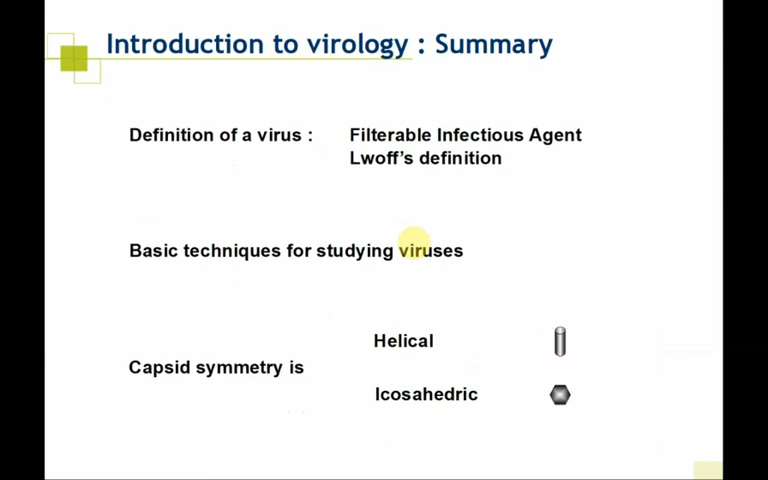 Introduction to virology : Summary
Definition of a virus : Filterable Infectious Agent
Lwoff's definition
Basic techniques for studying viruses
Helical
Capsid symmetry is
Icosahedric